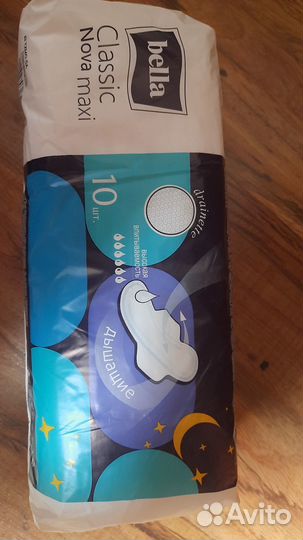 bella
Classic
Nova maxi
10 шт.
drainette
ВЫСОКАЯ
ВПИТЫВАЕМОСТЬ
дышащие
Avito